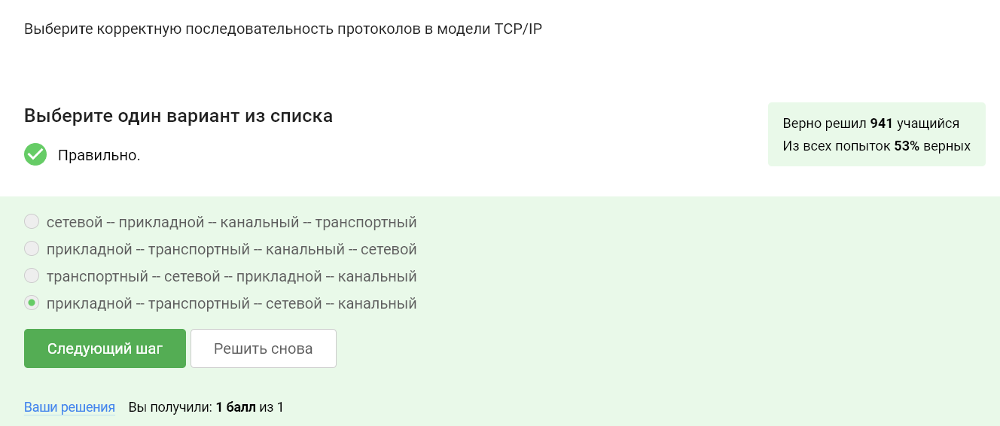 Выберите корректную последовательность протоколов в модели TCP/IP
Выберите один вариант из списка
Правильно.
Верно решил 941 учащийся
Из всех попыток 53% верных
сетевой -- прикладной -- канальный -- транспортный
прикладной -- транспортный -- канальный -- сетевой
транспортный -- сетевой -- прикладной -- канальный
прикладной -- транспортный -- сетевой -- канальный
Следующий шаг
Решить снова
Ваши решения Вы получили: 1 балл из 1